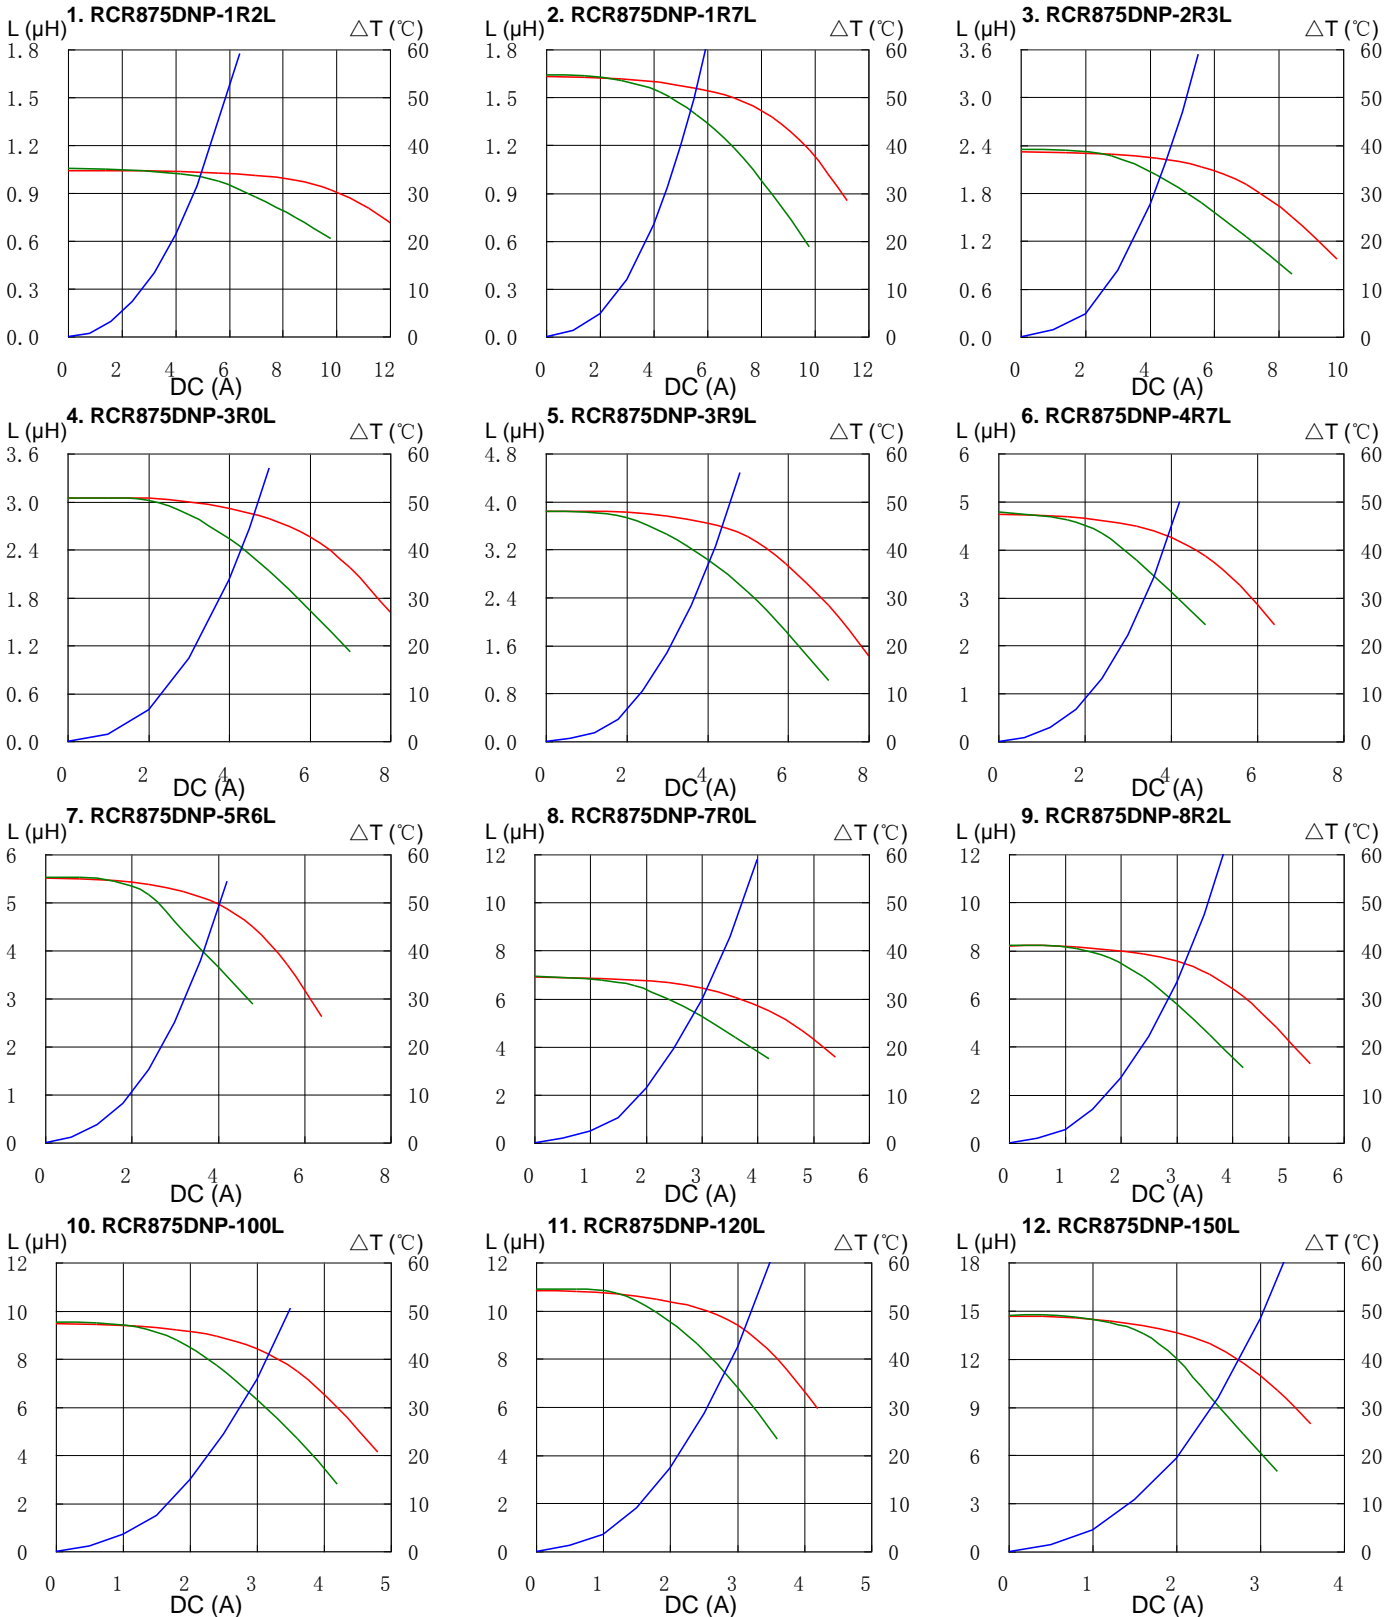 1. RCR875DNP-1R2L
L (μH) △T (℃)
1.8 60
1.5 50
1.2 40
0.9 30
0.6 20
0.3 10
0.0 0
0 2 4 6 8 10 12
DC (A)
2. RCR875DNP-1R7L
L (μH) △T (℃)
1.8 60
1.5 50
1.2 40
0.9 30
0.6 20
0.3 10
0.0 0
0 2 4 6 8 10 12
DC (A)
3. RCR875DNP-2R3L
L (μH) △T (℃)
3.6 60
3.0 50
2.4 40
1.8 30
1.2 20
0.6 10
0.0 0
0 2 4 6 8 10
DC (A)
4. RCR875DNP-3R0L
L (μH) △T (℃)
3.6 60
3.0 50
2.4 40
1.8 30
1.2 20
0.6 10
0.0 0
0 2 4 6 8
DC (A)
5. RCR875DNP-3R9L
L (μH) △T (℃)
4.8 60
4.0 50
3.2 40
2.4 30
1.6 20
0.8 10
0.0 0
0 2 4 6 8
DC (A)
6. RCR875DNP-4R7L
L (μH) △T (℃)
6 60
5 50
4 40
3 30
2 20
1 10
0 0
0 2 4 6 8
DC (A)
7. RCR875DNP-5R6L
L (μH) △T (℃)
6 60
5 50
4 40
3 30
2 20
1 10
0 0
0 2 4 6 8
DC (A)
8. RCR875DNP-7R0L
L (μH) △T (℃)
12 60
10 50
8 40
6 30
4 20
2 10
0 0
0 1 2 3 4 5 6
DC (A)
9. RCR875DNP-8R2L
L (μH) △T (℃)
12 60
10 50
8 40
6 30
4 20
2 10
0 0
0 1 2 3 4 5 6
DC (A)
10. RCR875DNP-100L
L (μH) △T (℃)
12 60
10 50
8 40
6 30
4 20
2 10
0 0
0 1 2 3 4 5
DC (A)
11. RCR875DNP-120L
L (μH) △T (℃)
12 60
10 50
8 40
6 30
4 20
2 10
0 0
0 1 2 3 4 5
DC (A)
12. RCR875DNP-150L
L (μH) △T (℃)
18 60
15 50
12 40
9 30
6 20
3 10
0 0
0 1 2 3 4
DC (A)